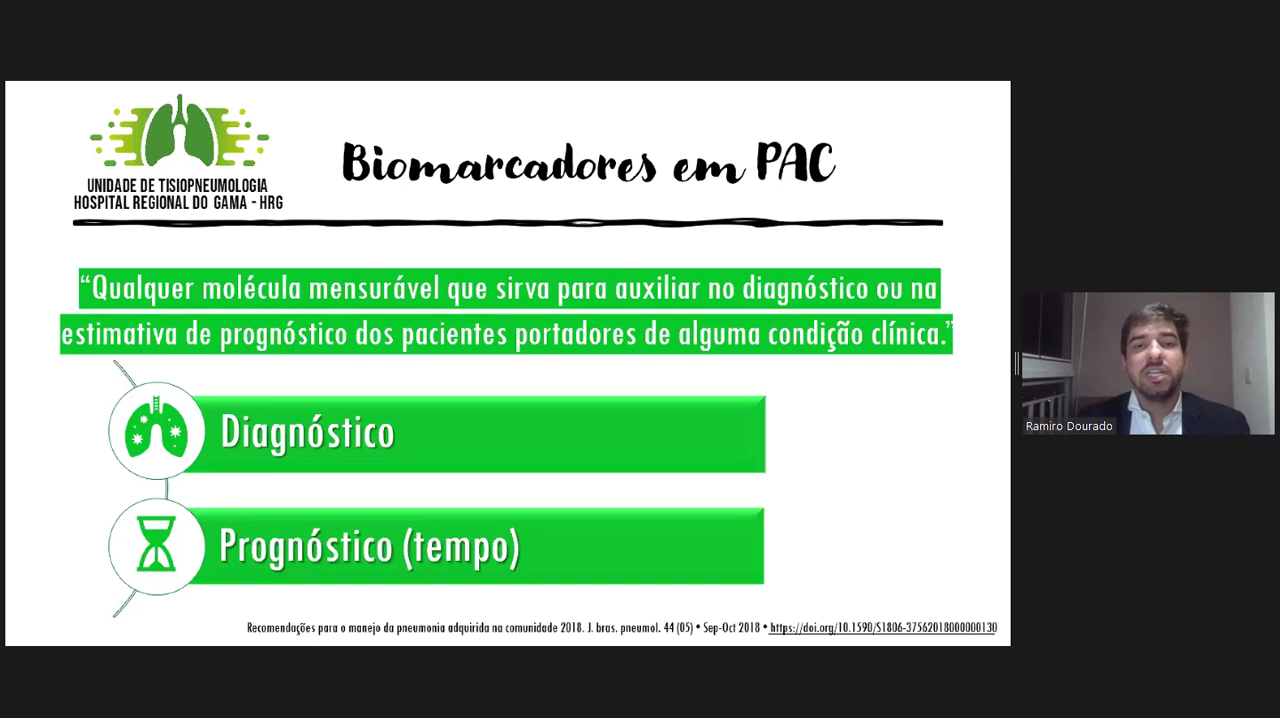 UNIDADE DE TISIOPNEUMOLOGIA
HOSPITAL REGIONAL DO GAMA - HRG
Biomarcadores em PAC
“Qualquer molécula mensurável que sirva para auxiliar no diagnóstico ou na
estimativa de prognóstico dos pacientes portadores de alguma condição clínica.”
Diagnóstico
Prognóstico (tempo)
Recomendações para o manejo da pneumonia adquirida na comunidade 2018. J. bras. pneumol. 44 (05) • Sep-Oct 2018 • https://doi.org/10.1590/S1806-37562018000000130
Ramiro Dourado